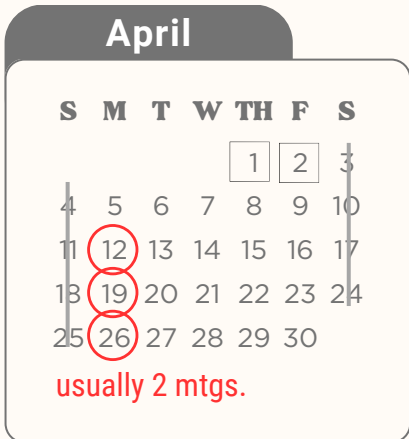 April
S M T W TH F S
1 2 3
4 5 6 7 8 9 10
11 12 13 14 15 16 17
18 19 20 21 22 23 24
25 26 27 28 29 30
usually 2 mtgs.